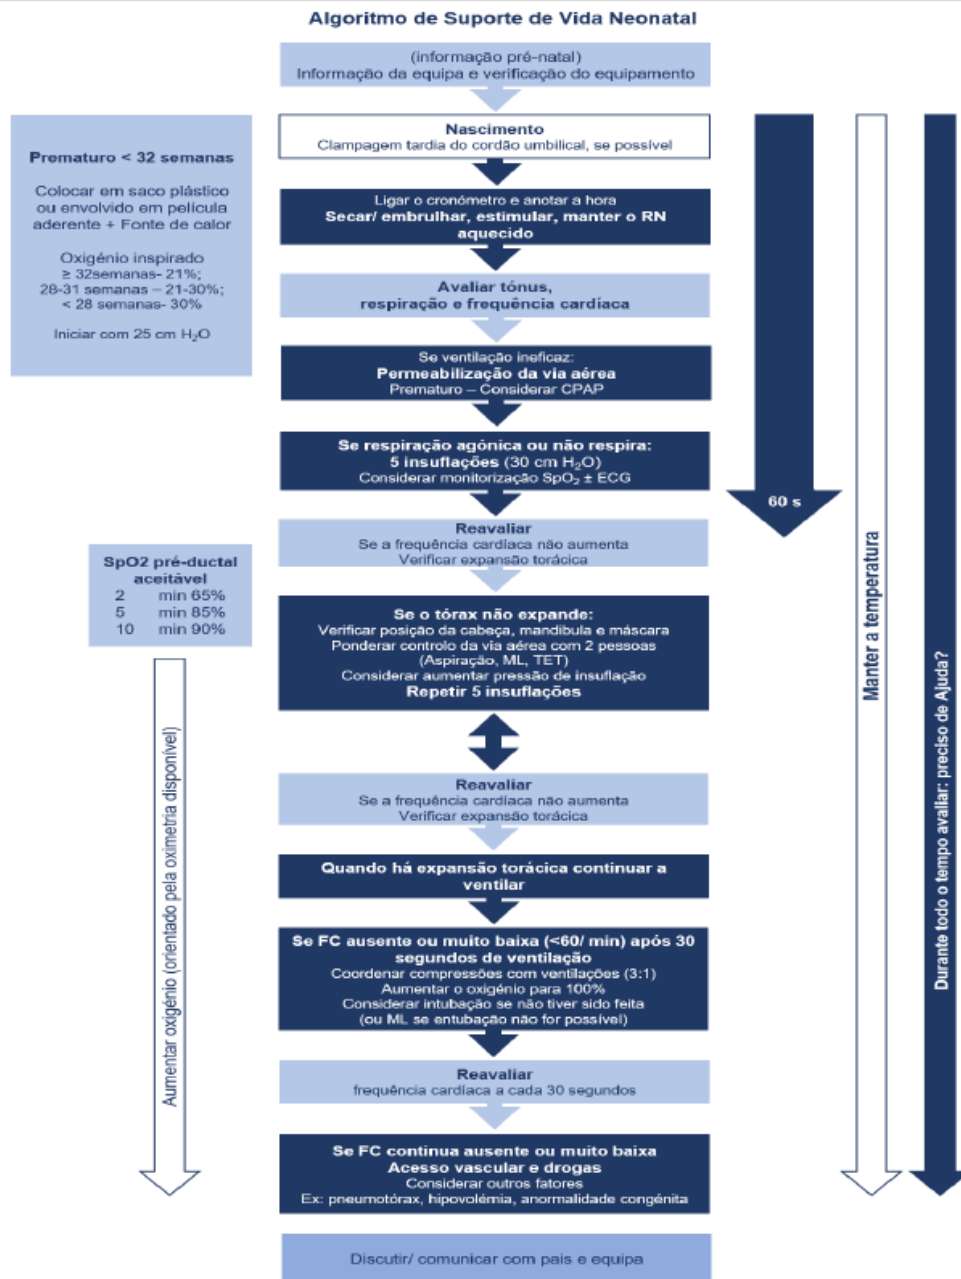 Algoritmo de Suporte de Vida Neonatal
(informação pré-natal)
Informação da equipa e verificação do equipamento
Prematuro < 32 semanas
Colocar em saco plástico
ou envolvido em película
aderente + Fonte de calor
Oxigénio inspirado
≥ 32semanas- 21%;
28-31 semanas – 21-30%;
< 28 semanas- 30%
Iniciar com 25 cm H₂O
Nascimento
Clampagem tardia do cordão umbilical, se possível
Ligar o cronómetro e anotar a hora
Secar/ embrulhar, estimular, manter o RN
aquecido
Avaliar tónus,
respiração e frequência cardíaca
Se ventilação ineficaz:
Permeabilização da via aérea
Prematuro – Considerar CPAP
Se respiração agónica ou não respira:
5 insuflações (30 cm H₂O)
Considerar monitorização SpO₂ ± ECG
60 s
Reavaliar
Se a frequência cardíaca não aumenta
Verificar expansão torácica
SpO2 pré-ductal
aceitável
2 min 65%
5 min 85%
10 min 90%
Se o tórax não expande:
Verificar posição da cabeça, mandíbula e máscara
Ponderar controlo da via aérea com 2 pessoas
(Aspiração, ML, TET)
Considerar aumentar pressão de insuflação
Repetir 5 insuflações
Reavaliar
Se a frequência cardíaca não aumenta
Verificar expansão torácica
Quando há expansão torácica continuar a
ventilar
Se FC ausente ou muito baixa (<60/ min) após 30
segundos de ventilação
Coordenar compressões com ventilações (3:1)
Aumentar o oxigénio para 100%
Considerar intubação se não tiver sido feita
(ou ML se entubação não for possível)
Reavaliar
frequência cardíaca a cada 30 segundos
Se FC continua ausente ou muito baixa
Acesso vascular e drogas
Considerar outros fatores
Ex: pneumotórax, hipovolémia, anormalidade congénita
Discutir/ comunicar com pais e equipa
Aumentar oxigénio (orientado pela oximetria disponível)
Manter a temperatura
Durante todo o tempo avaliar: preciso de Ajuda?